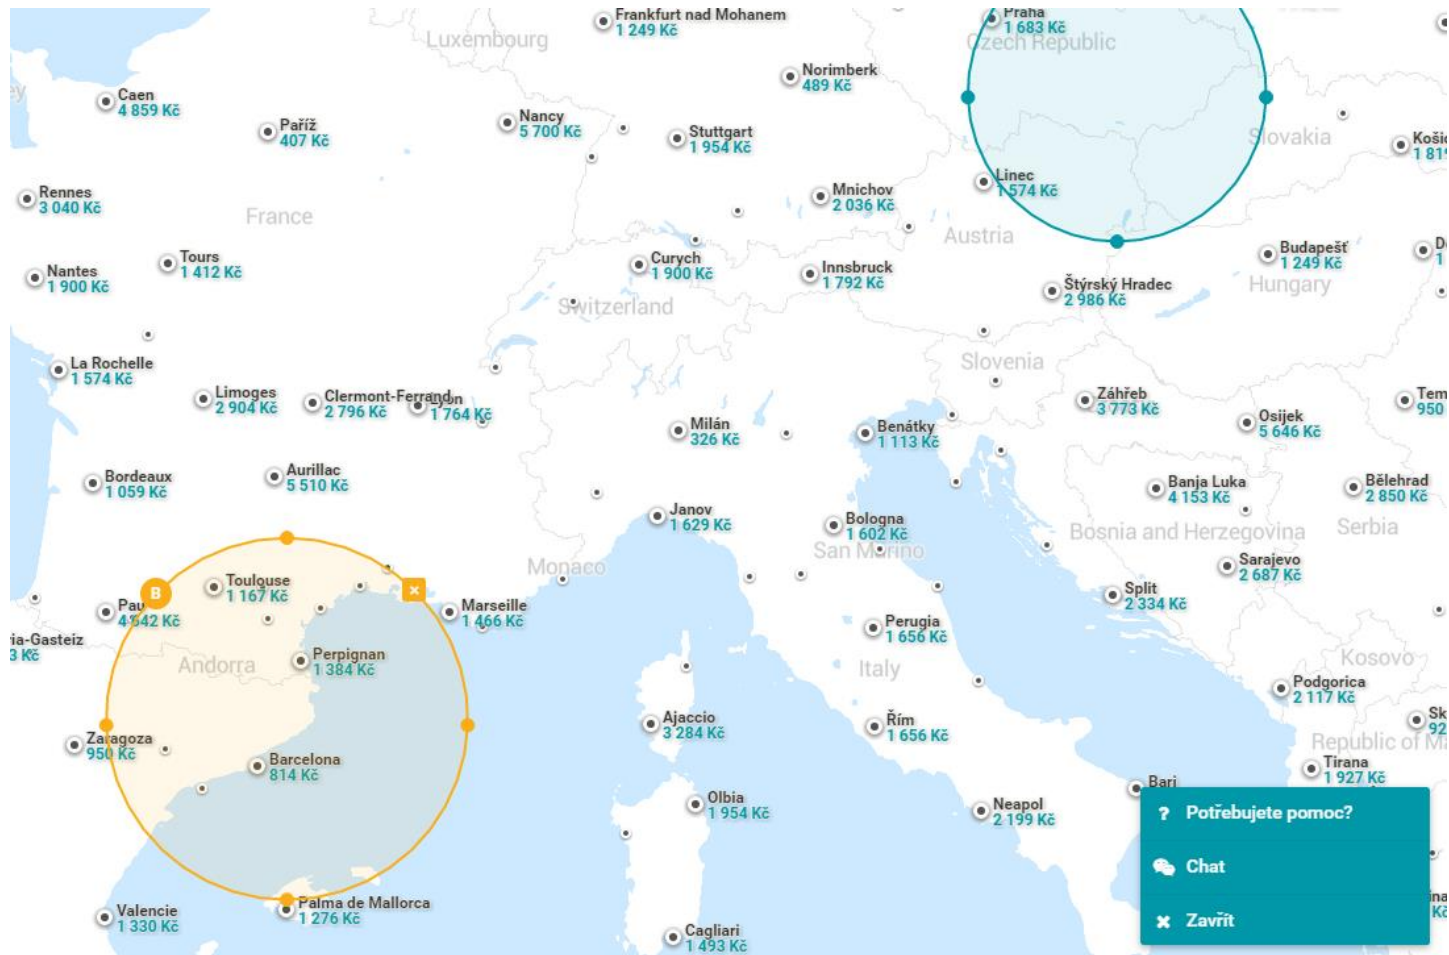 Frankfurt nad Mohanem
1 249 Kč
Praha
1 683 Kč
Luxembourg
Czech Republic
Norimberk
489 Kč
Caen
4 859 Kč
Paříž
407 Kč
Nancy
5 700 Kč
Stuttgart
1 954 Kč
Slovakia
Linec
1 574 Kč
Rennes
3 040 Kč
Mnichov
2 036 Kč
France
Austria
Tours
1 412 Kč
Nantes
1 900 Kč
Curych
1 900 Kč
Innsbruck
1 792 Kč
Budapešť
1 249 Kč
Štýrský Hradec
2 986 Kč
Hungary
Switzerland
Slovenia
La Rochelle
1 574 Kč
Limoges
2 904 Kč
Clermont-Ferrand
2 796 Kč
Lyon
1 764 Kč
Záhřeb
3 773 Kč
Milán
326 Kč
Benátky
1 113 Kč
Osijek
5 646 Kč
Bordeaux
1 059 Kč
Aurillac
5 510 Kč
Banja Luka
4 153 Kč
Bělehrad
2 850 Kč
Janov
1 629 Kč
Bologna
1 602 Kč
San Marino
Bosnia and Herzegovina
Serbia
Monaco
Sarajevo
2 687 Kč
B
Toulouse
1 167 Kč
Pau
Split
2 334 Kč
Marseille
1 466 Kč
Perugia
1 656 Kč
Andorra
Perpignan
1 384 Kč
Italy
Kosovo
Podgorica
2 117 Kč
Zaragoza
950 Kč
Ajaccio
3 284 Kč
Řím
1 656 Kč
Barcelona
814 Kč
Tirana
1 927 Kč
Bari
Olbia
1 954 Kč
Neapol
2 199 Kč
? Potřebujete pomoc?
Chat
Zavřít
Valencie
1 330 Kč
Palma de Mallorca
1 276 Kč
Cagliari
1 493 Kč